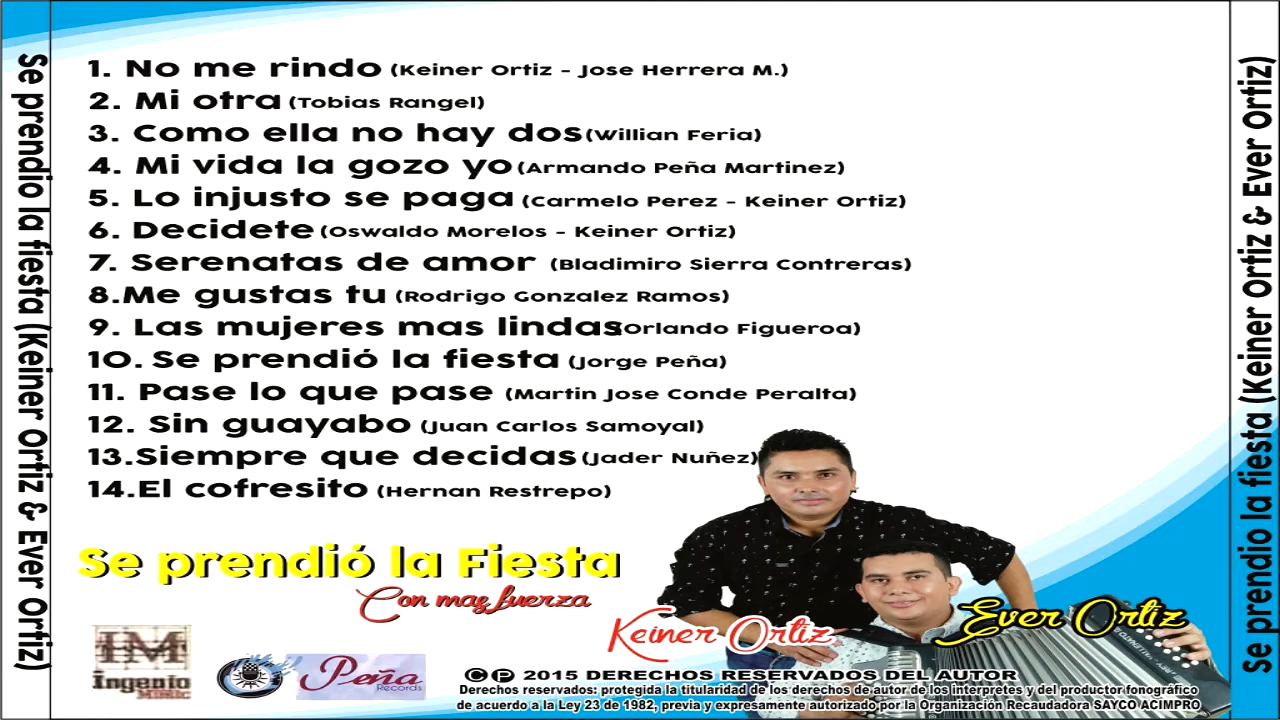 Se prendio la fiesta (Keiner Ortiz & Ever Ortiz)
1. No me rindo (Keiner Ortiz - Jose Herrera M.)
2. Mi otra (Tobias Rangel)
3. Como ella no hay dos (Willian Feria)
4. Mi vida la gozo yo (Armando Peña Martinez)
5. Lo injusto se paga (Carmelo Perez - Keiner Ortiz)
6. Decidete (Oswaldo Morelos - Keiner Ortiz)
7. Serenatas de amor (Bladimiro Sierra Contreras)
8.Me gustas tu (Rodrigo Gonzalez Ramos)
9. Las mujeres mas lindas (Orlando Figueroa)
10. Se prendió la fiesta (Jorge Peña)
11. Pase lo que pase (Martin Jose Conde Peralta)
12. Sin guayabo (Juan Carlos Samoyal)
13.Siempre que decidas (Jader Nuñez)
14.El cofresito (Hernan Restrepo)
Se prendió la Fiesta
Con mas fuerza
Keiner Ortiz
Ever Ortiz
IM
Ingenio
MUSIC
Peña
Records
©℗ 2015 DERECHOS RESERVADOS DEL AUTOR
Derechos reservados: protegida la titularidad de los derechos de autor de los interpretes y del productor fonográfico
de acuerdo a la Ley 23 de 1982, previa y expresamente autorizado por la Organización Recaudadora SAYCO ACIMPRO
Se prendio la fiesta (Keiner Ortiz & Ever Ortiz)